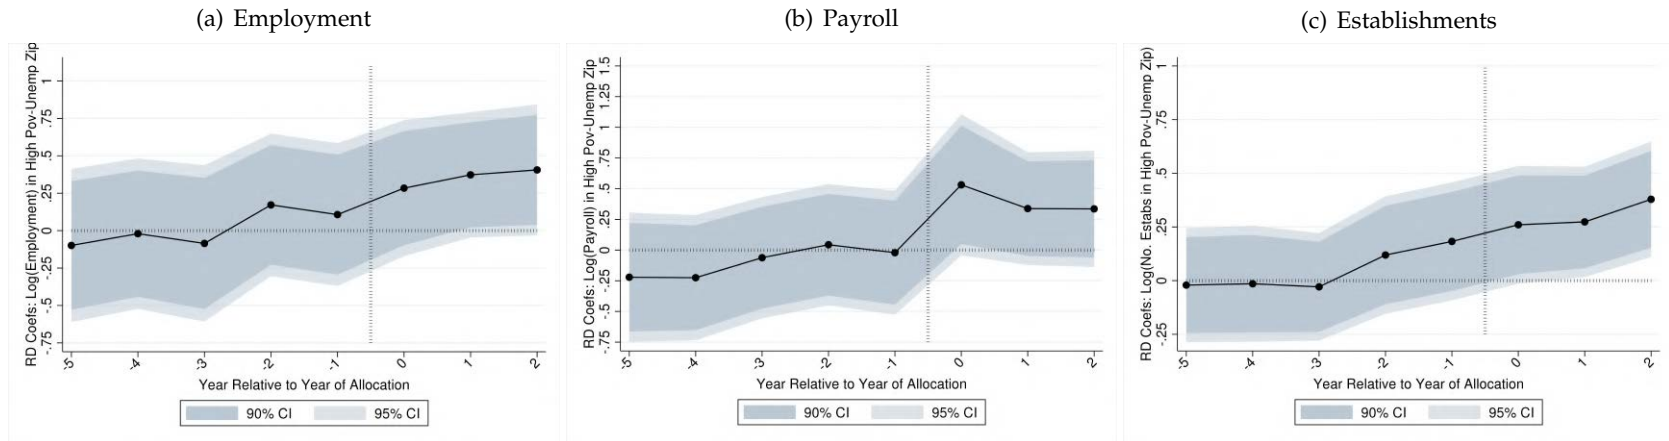 (a) Employment
RD Coefs: Log(Employment) in High Pov-Unemp Zip
1
.75
.5
.25
0
-.25
-.5
-.75
-5 -4 -3 -2 -1 0 1 2
Year Relative to Year of Allocation
90% CI 95% CI
(b) Payroll
RD Coefs: Log(Payroll) in High Pov-Unemp Zip
1.5
1.25
1
.75
.5
.25
0
-.25
-.5
-.75
-5 -4 -3 -2 -1 0 1 2
Year Relative to Year of Allocation
90% CI 95% CI
(c) Establishments
RD Coefs: Log(No. Estabs in High Pov-Unemp Zip)
1
.75
.5
.25
0
-.25
-5 -4 -3 -2 -1 0 1 2
Year Relative to Year of Allocation
90% CI 95% CI